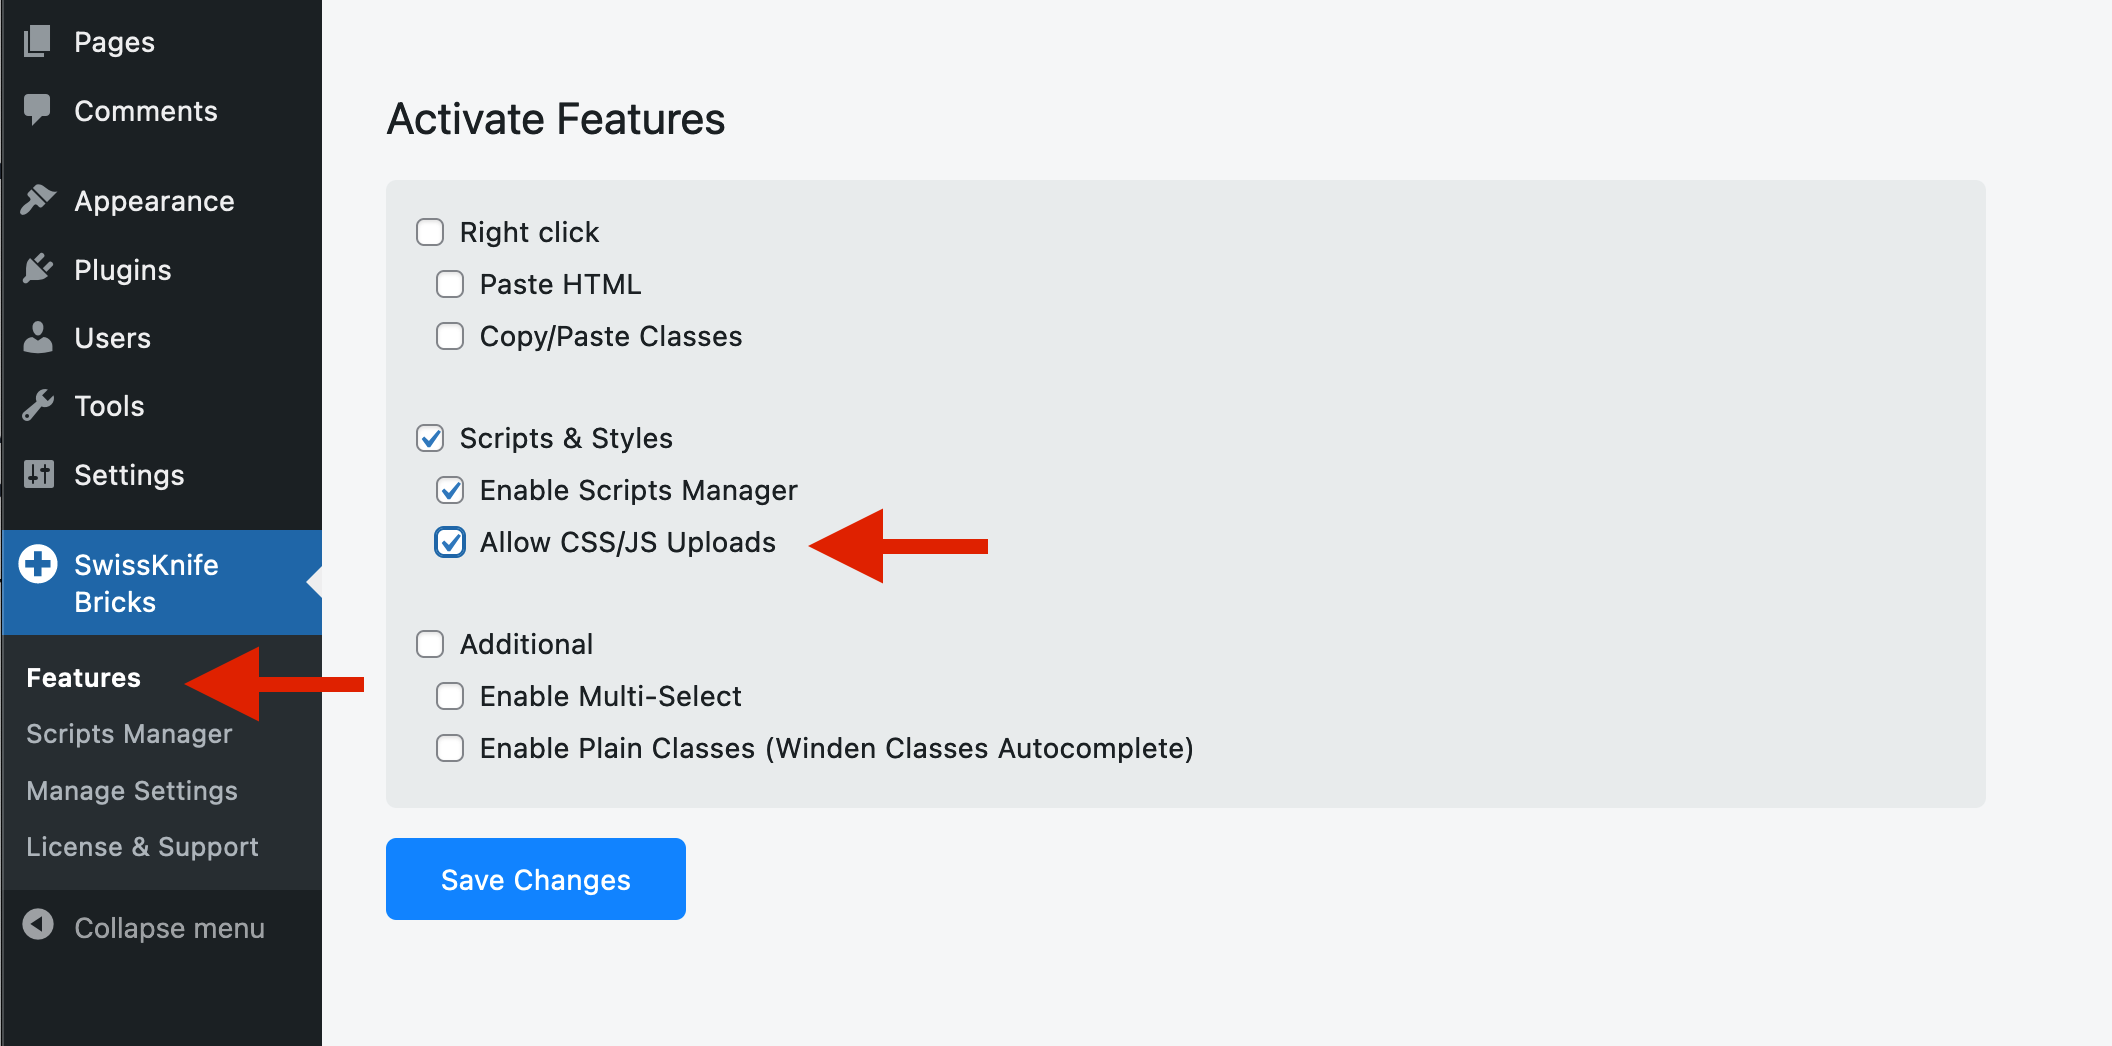 Pages
Comments
Appearance
Plugins
Users
Tools
Settings
SwissKnife
Bricks
Features
Scripts Manager
Manage Settings
License & Support
Collapse menu
Activate Features
Right click
Paste HTML
Copy/Paste Classes
Scripts & Styles
Enable Scripts Manager
Allow CSS/JS Uploads
Additional
Enable Multi-Select
Enable Plain Classes (Winden Classes Autocomplete)
Save Changes